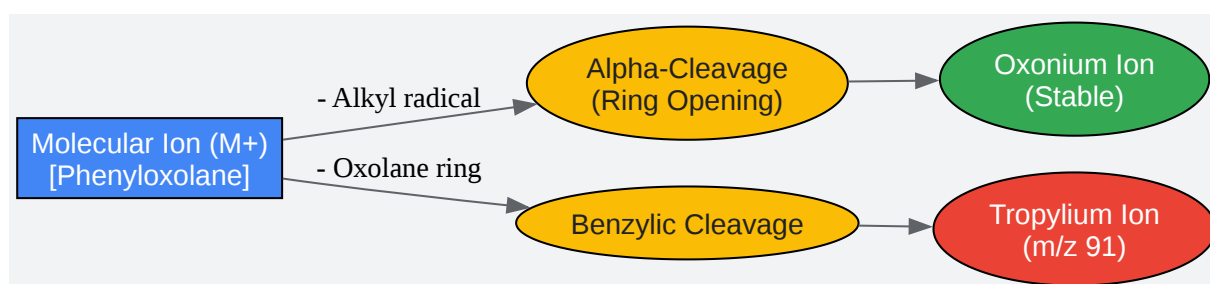 Molecular Ion (M+)
[Phenyloxolane]
- Alkyl radical
- Oxolane ring
Alpha-Cleavage
(Ring Opening)
Benzylic Cleavage
Oxonium Ion
(Stable)
Tropylium Ion
(m/z 91)